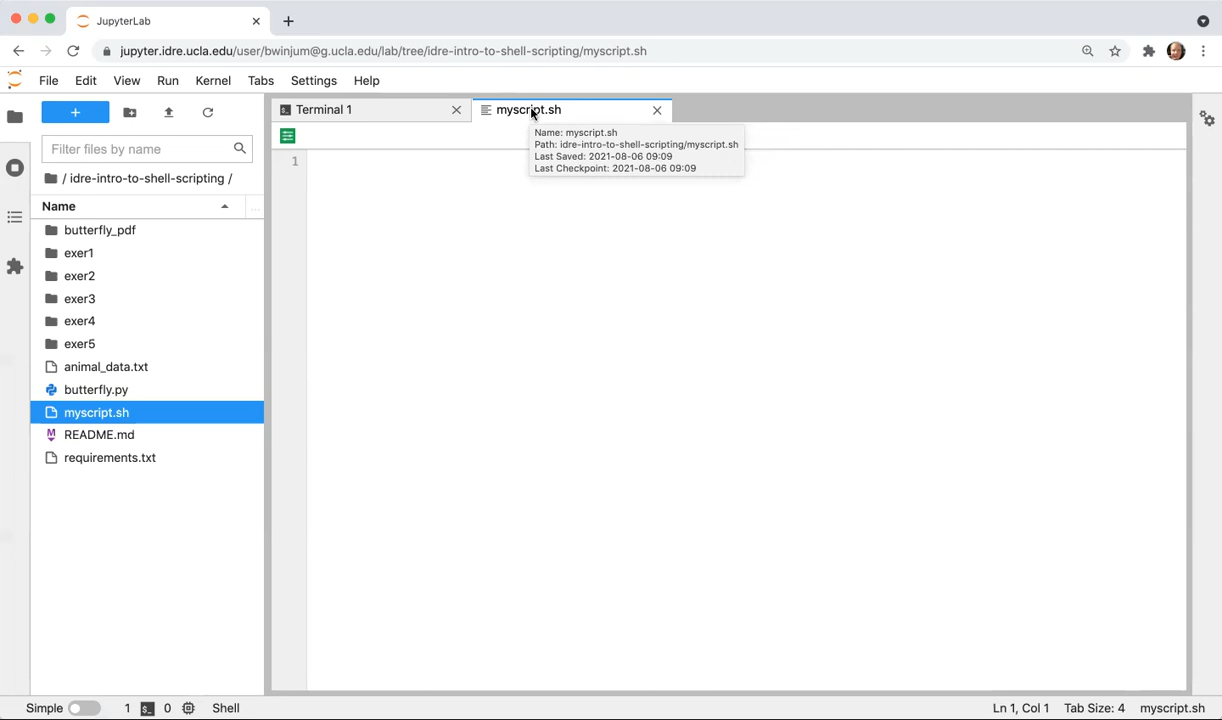 JupyterLab
jupyter.idre.ucla.edu/user/bwinjum@g.ucla.edu/lab/tree/idre-intro-to-shell-scripting/myscript.sh
File Edit View Run Kernel Tabs Settings Help
Terminal 1
myscript.sh
Name: myscript.sh
Path: idre-intro-to-shell-scripting/myscript.sh
Last Saved: 2021-08-06 09:09
Last Checkpoint: 2021-08-06 09:09
Filter files by name
/ idre-intro-to-shell-scripting /
Name
butterfly_pdf
exer1
exer2
exer3
exer4
exer5
animal_data.txt
butterfly.py
myscript.sh
README.md
requirements.txt
1
Simple 1 $_ 0 Shell
Ln 1, Col 1 Tab Size: 4 myscript.sh